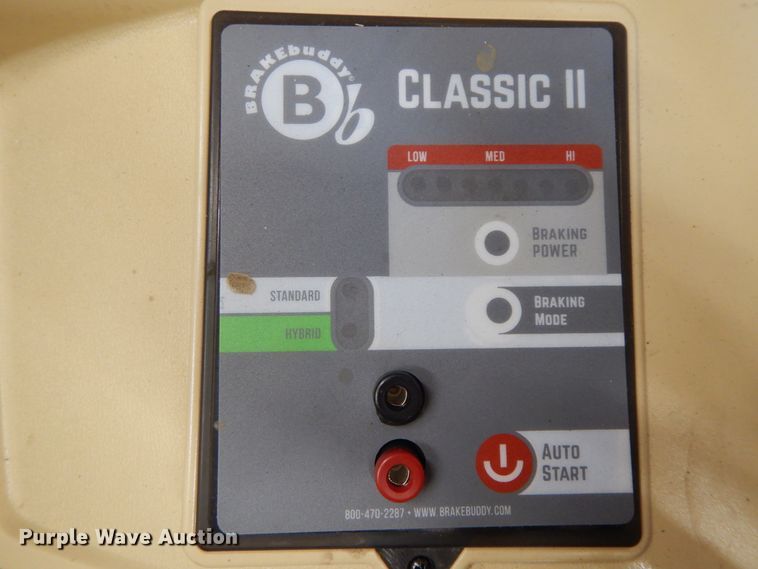 BRAKEbuddy®
B
b
CLASSIC II
LOW MED HI
BRAKING
POWER
STANDARD
HYBRID
BRAKING
MODE
AUTO
START
800-470-2287 • WWW.BRAKEBUDDY.COM
Purple Wave Auction